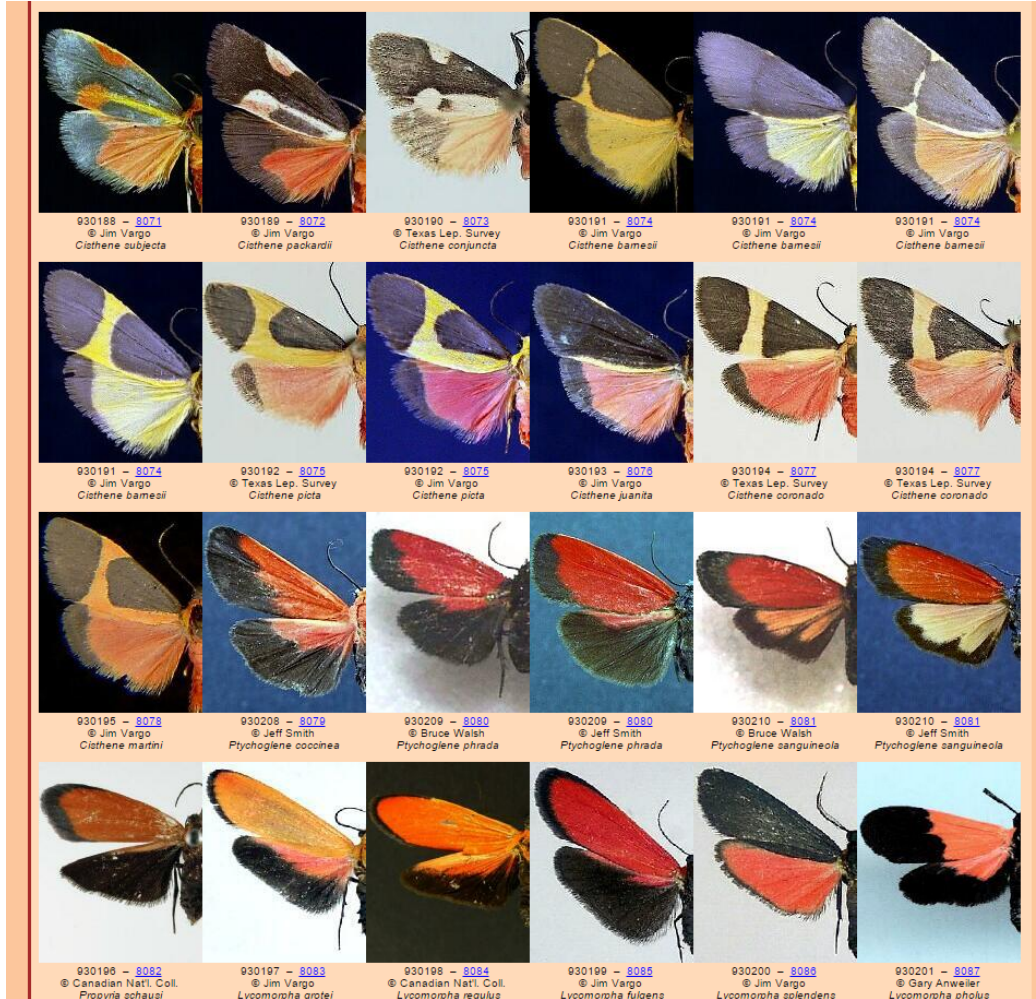 930188 – 8071
© Jim Vargo
Cisthene subjecta
930189 – 8072
© Jim Vargo
Cisthene packardii
930190 – 8073
© Texas Lep. Survey
Cisthene conjuncta
930191 – 8074
© Jim Vargo
Cisthene barnesii
930191 – 8074
© Jim Vargo
Cisthene barnesii
930191 – 8074
© Jim Vargo
Cisthene barnesii
930191 – 8074
© Jim Vargo
Cisthene barnesii
930192 – 8075
© Texas Lep. Survey
Cisthene picta
930192 – 8075
© Jim Vargo
Cisthene picta
930193 – 8076
© Jim Vargo
Cisthene juanita
930194 – 8077
© Texas Lep. Survey
Cisthene coronado
930194 – 8077
© Texas Lep. Survey
Cisthene coronado
930195 – 8078
© Jim Vargo
Cisthene martini
930208 – 8079
© Jeff Smith
Ptychoglene coccinea
930209 – 8080
© Bruce Walsh
Ptychoglene phrada
930209 – 8080
© Jeff Smith
Ptychoglene phrada
930210 – 8081
© Bruce Walsh
Ptychoglene sanguineola
930210 – 8081
© Jeff Smith
Ptychoglene sanguineola
930196 – 8082
© Canadian Nat'l. Coll.
Propyria schausi
930197 – 8083
© Jim Vargo
Lycomorpha grotei
930198 – 8084
© Canadian Nat'l. Coll.
Lycomorpha regulus
930199 – 8085
© Jim Vargo
Lycomorpha fulgens
930200 – 8086
© Jim Vargo
Lycomorpha splendens
930201 – 8087
© Gary Anweiler
Lycomorpha pholus